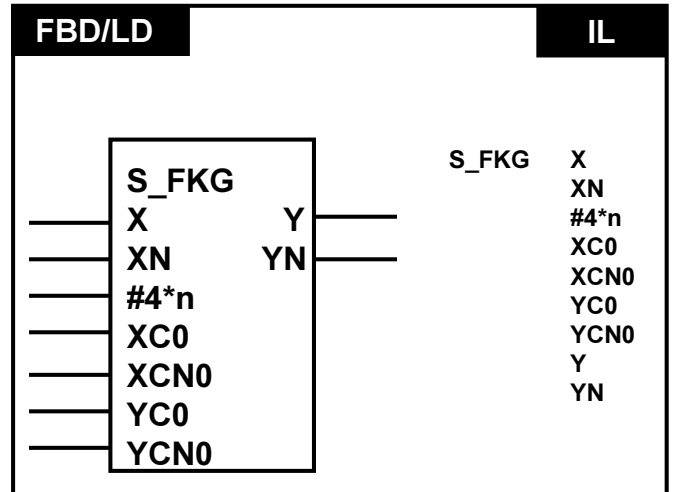 FBD/LD
IL
S_FKG
X Y
XN YN
#4*n
XC0
XCN0
YC0
YCN0
S_FKG X
XN
#4*n
XC0
XCN0
YC0
YCN0
Y
YN